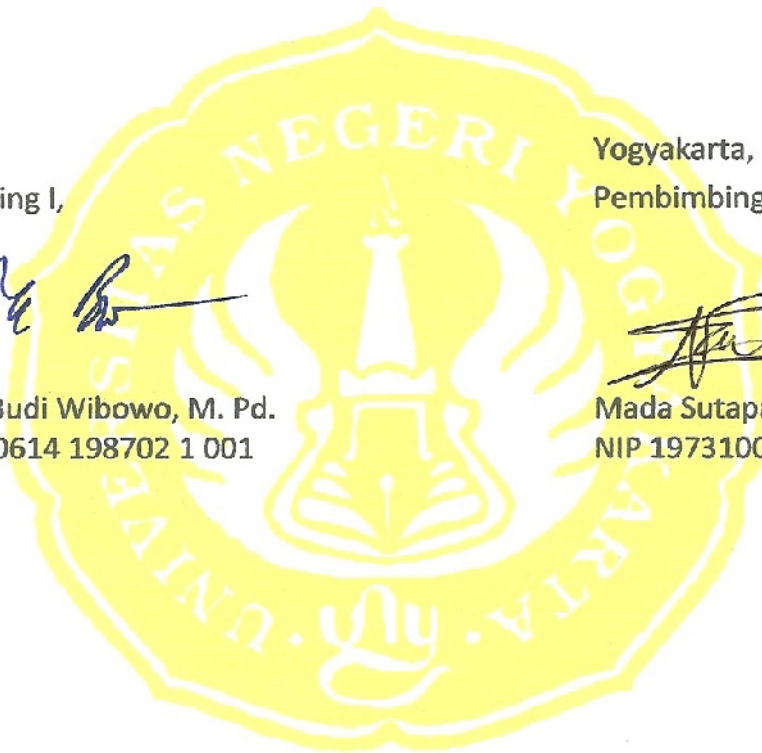 Yogyakarta,
ing I,
Pembimbing
Budi Wibowo, M. Pd.
0614 198702 1 001
Mada Sutapa
NIP 1973100
UNIVERSITAS NEGERI YOGYAKARTA
uny